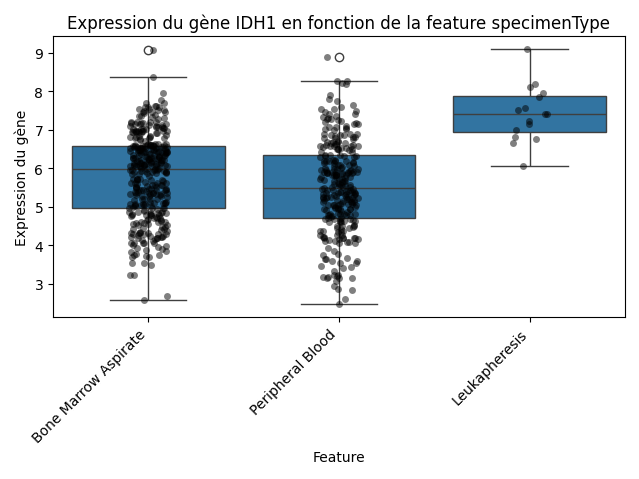 Expression du gène IDH1 en fonction de la feature specimenType
Expression du gène
9
8
7
6
5
4
3
Bone Marrow Aspirate
Peripheral Blood
Leukapheresis
Feature